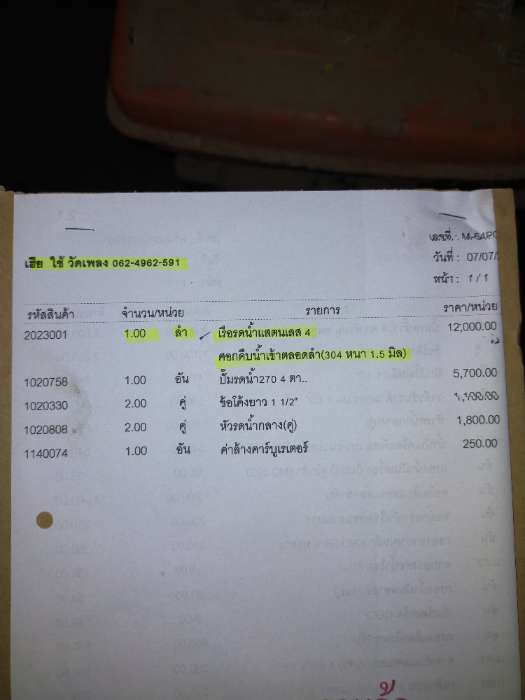 เลขที่ :
เฮีย ใช้ วัดเพลง 062-4962-591
วันที่ : 07/07/
หน้า : 1 / 1
รหัสสินค้า จำนวน/หน่วย รายการ ราคา/หน่วย
2023001 1.00 ลำ เรือรดน้ำแสตนเลส 4 12,000.00
ศอกคืบน้ำเข้าตลอดลำ(304 หนา 1.5 มิล)
1020758 1.00 อัน ปั๊มรดน้ำ270 4 ตา.. 5,700.00
1020330 2.00 คู่ ข้อโค้งยาว 1 1/2" 1,100.00
1020808 2.00 คู่ หัวรดน้ำกลาง(คู่) 1,800.00
1140074 1.00 อัน ค่าล้างคาร์บูเรเตอร์ 250.00